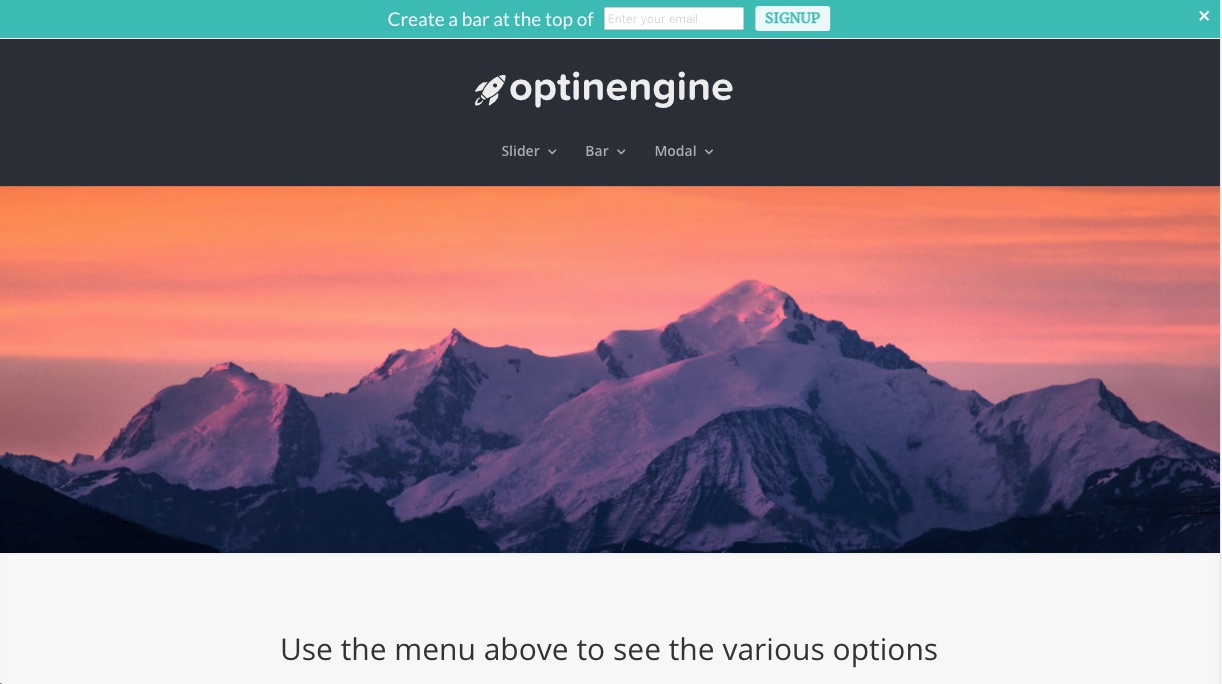 Create a bar at the top of Enter your email SIGNUP
optinengine
Slider Bar Modal
Use the menu above to see the various options